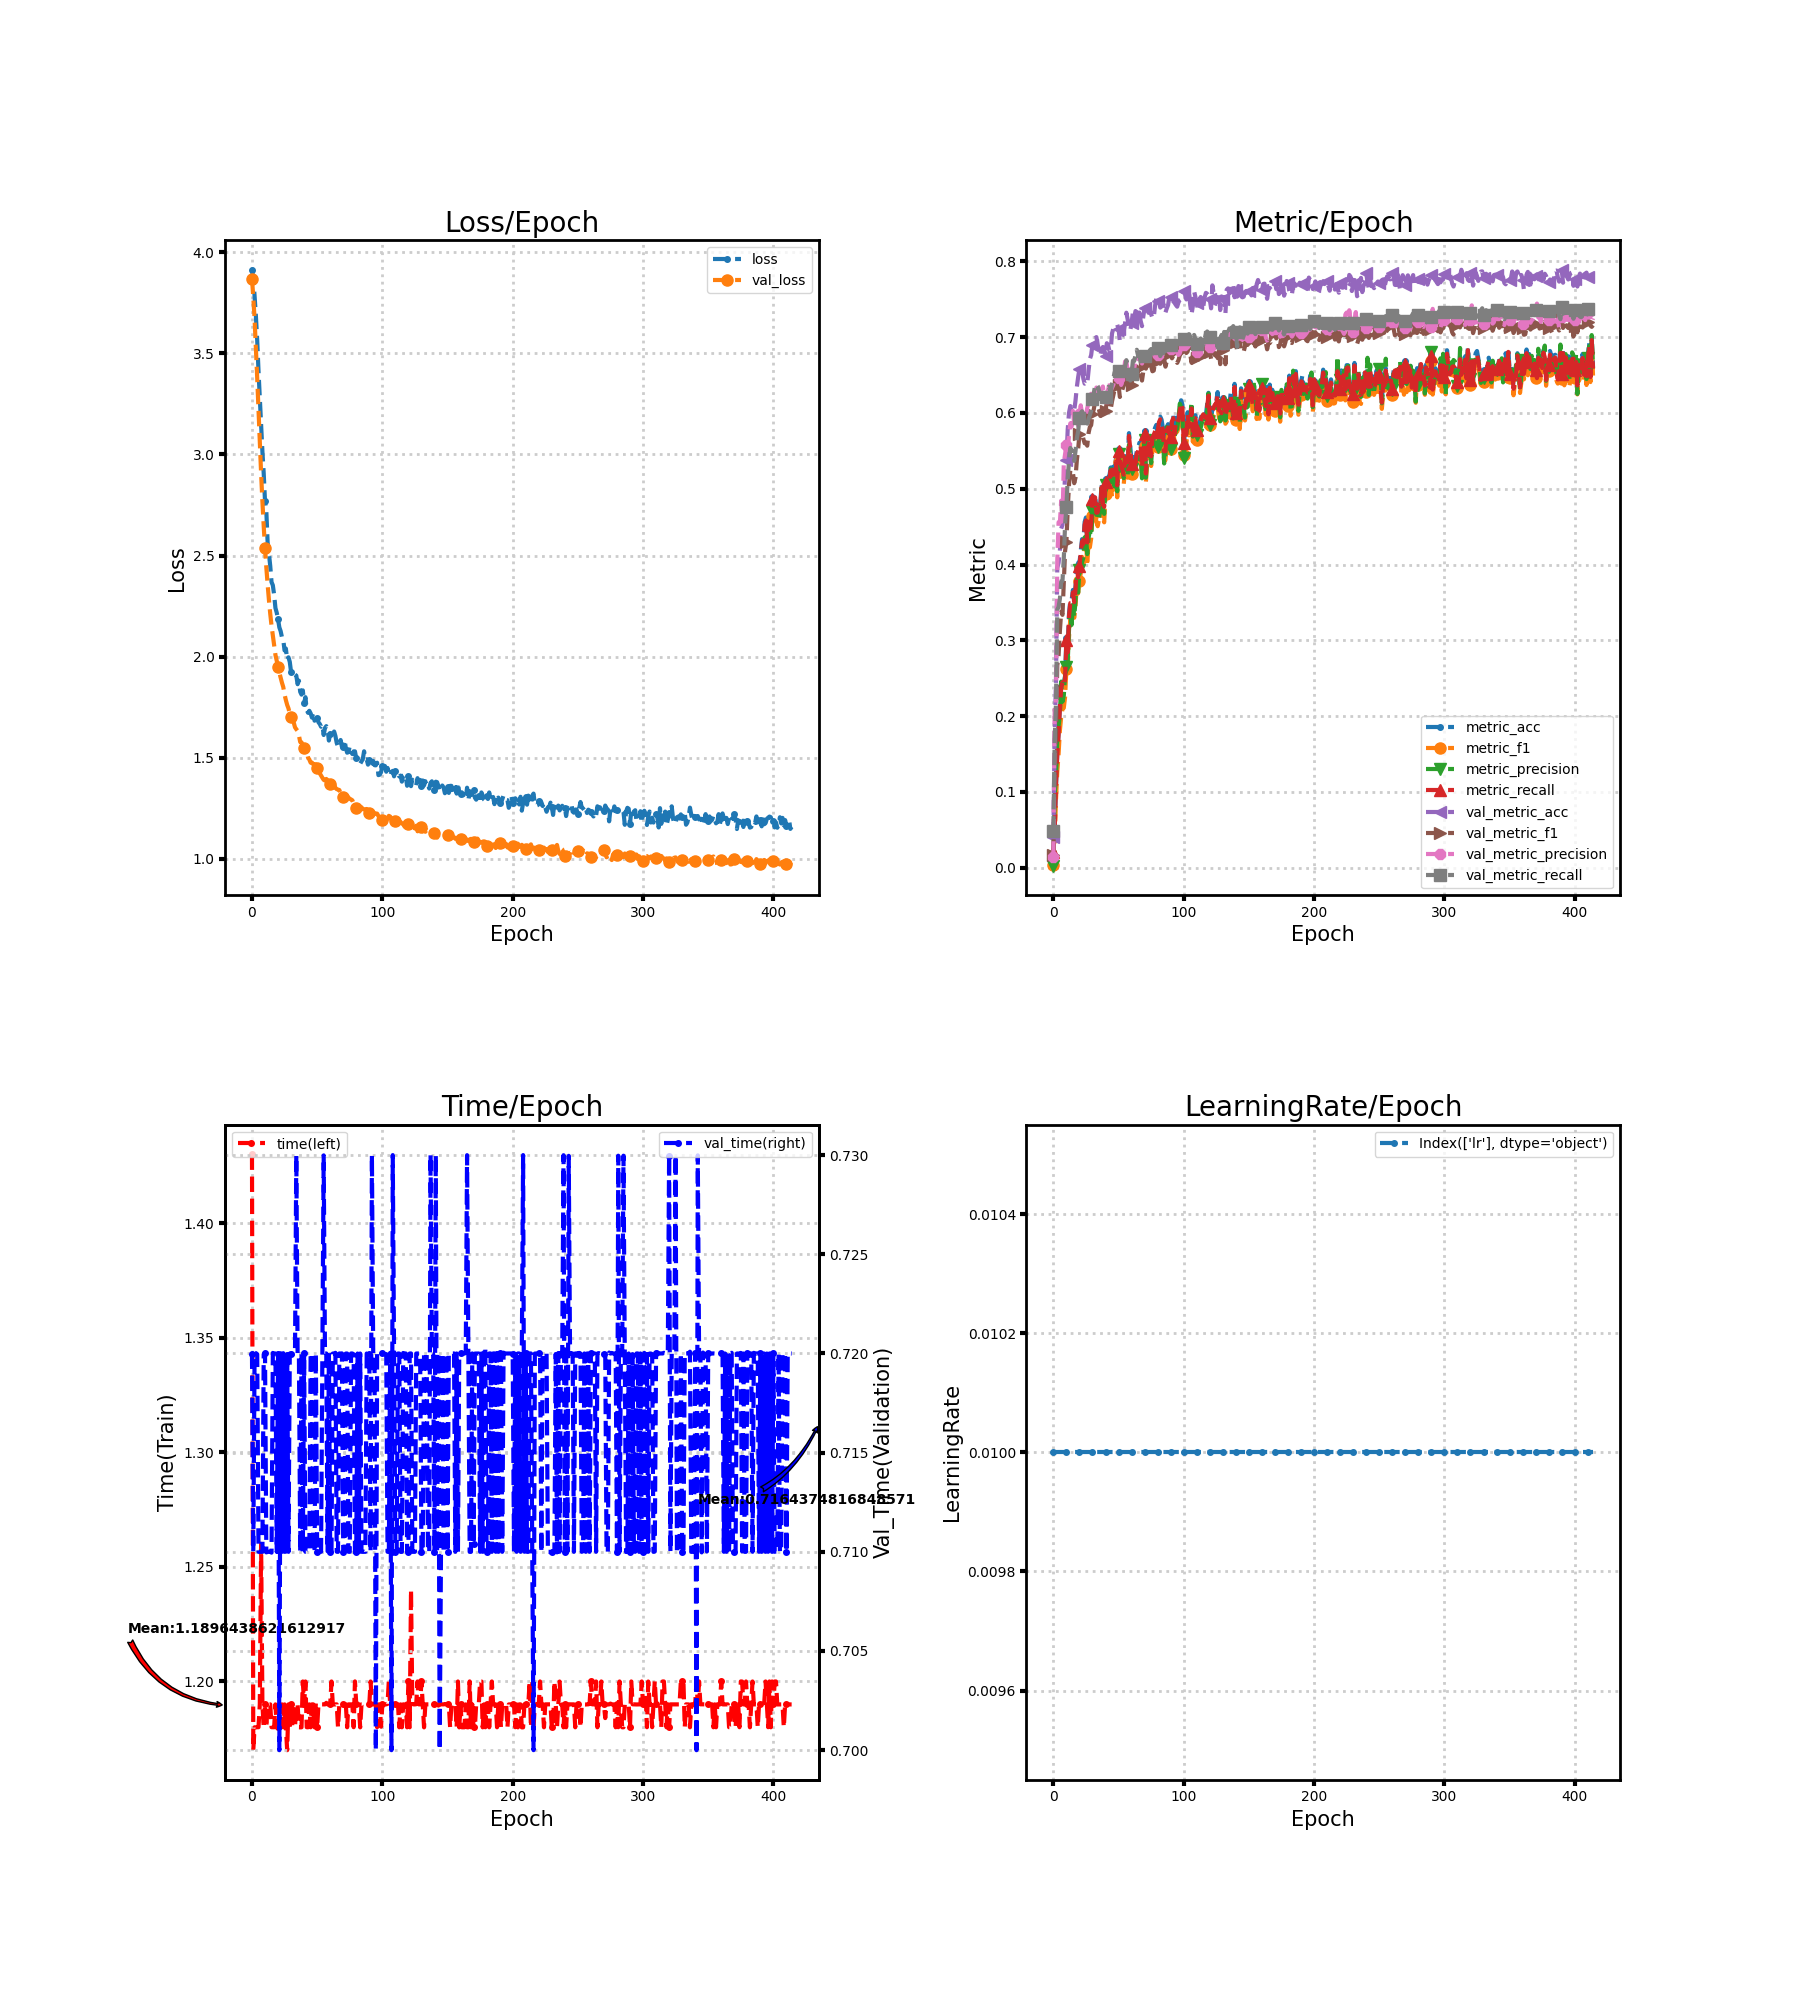 Loss/Epoch
4.0
3.5
3.0
2.5
2.0
1.5
1.0
Loss
loss
val_loss
0 100 200 300 400
Epoch
Metric/Epoch
0.8
0.7
0.6
0.5
0.4
0.3
0.2
0.1
0.0
Metric
metric_acc
metric_f1
metric_precision
metric_recall
val_metric_acc
val_metric_f1
val_metric_precision
val_metric_recall
0 100 200 300 400
Epoch
Time/Epoch
time(left)
val_time(right)
1.40
1.35
1.30
1.25
1.20
Time(Train)
0.730
0.725
0.720
0.715
0.710
0.705
0.700
Val_Time(Validation)
Mean:0.7164374816848571
Mean:1.1896438621612917
0 100 200 300 400
Epoch
LearningRate/Epoch
Index(['lr'], dtype='object')
0.0104
0.0102
0.0100
0.0098
0.0096
LearningRate
0 100 200 300 400
Epoch